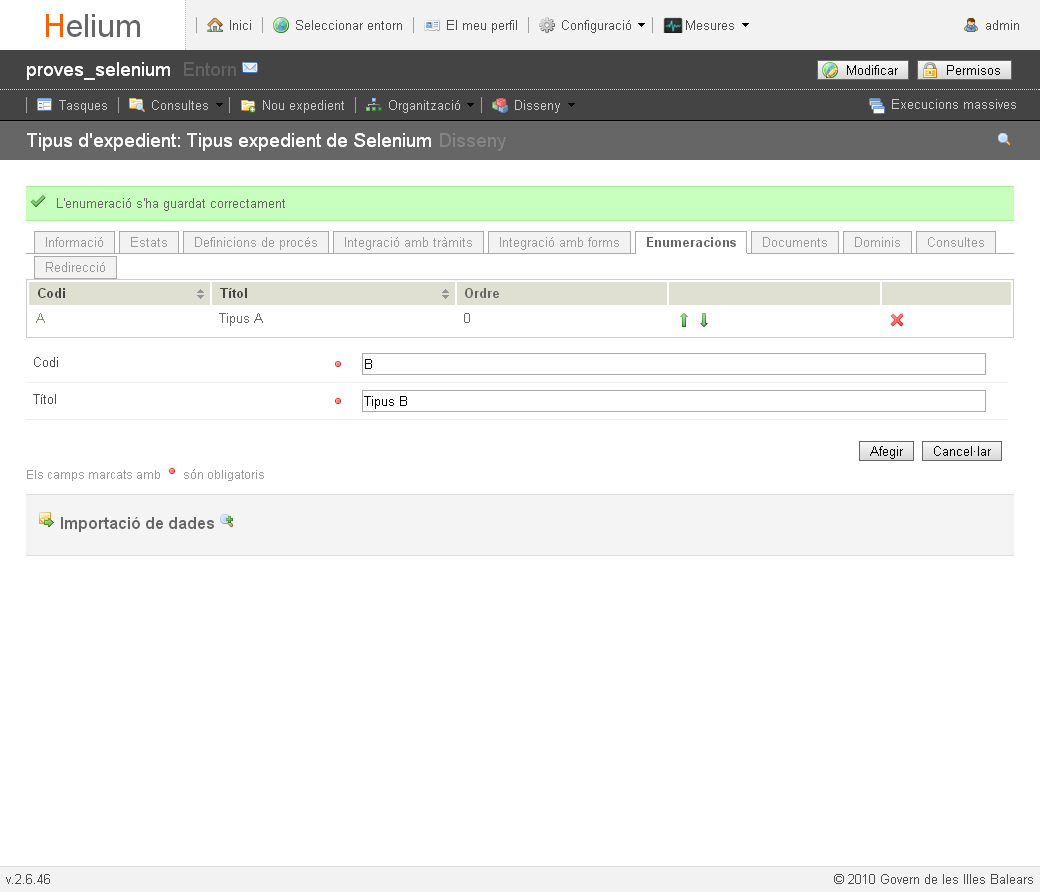 Helium
Inici
Seleccionar entorn
El meu perfil
Configuració
Mesures
admin
proves_selenium Entorn
Modificar
Permisos
Tasques
Consultes
Nou expedient
Organització
Disseny
Execucions massives
Tipus d'expedient: Tipus expedient de Selenium Disseny
L'enumeració s'ha guardat correctament
Informació
Estats
Definicions de procés
Integració amb tràmits
Integració amb forms
Enumeracions
Documents
Dominis
Consultes
Redirecció
Codi
Títol
Ordre
A
Tipus A
0
Codi
B
Títol
Tipus B
Afegir
Cancel·lar
Els camps marcats amb són obligatoris
Importació de dades
v.2.6.46
© 2010 Govern de les Illes Balears